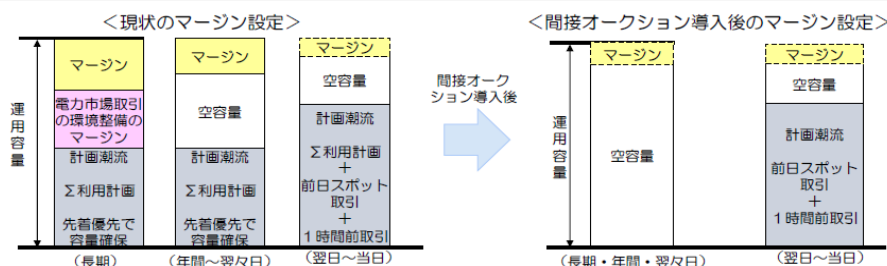 ＜現状のマージン設定＞
運用容量
マージン
電力市場取引
の環境整備の
マージン
計画潮流
Σ利用計画
先着優先で
容量確保
（長期）
マージン
空容量
計画潮流
Σ利用計画
先着優先で
容量確保
（年間～翌々日）
マージン
空容量
計画潮流
Σ利用計画
＋
前日スポット
取引
＋
１時間前取引
（翌日～当日）
間接オーク
ション導入後
＜間接オークション導入後のマージン設定＞
運用容量
マージン
空容量
（長期・年間・翌々日）
マージン
空容量
計画潮流
前日スポット
取引
＋
１時間前取引
（翌日～当日）